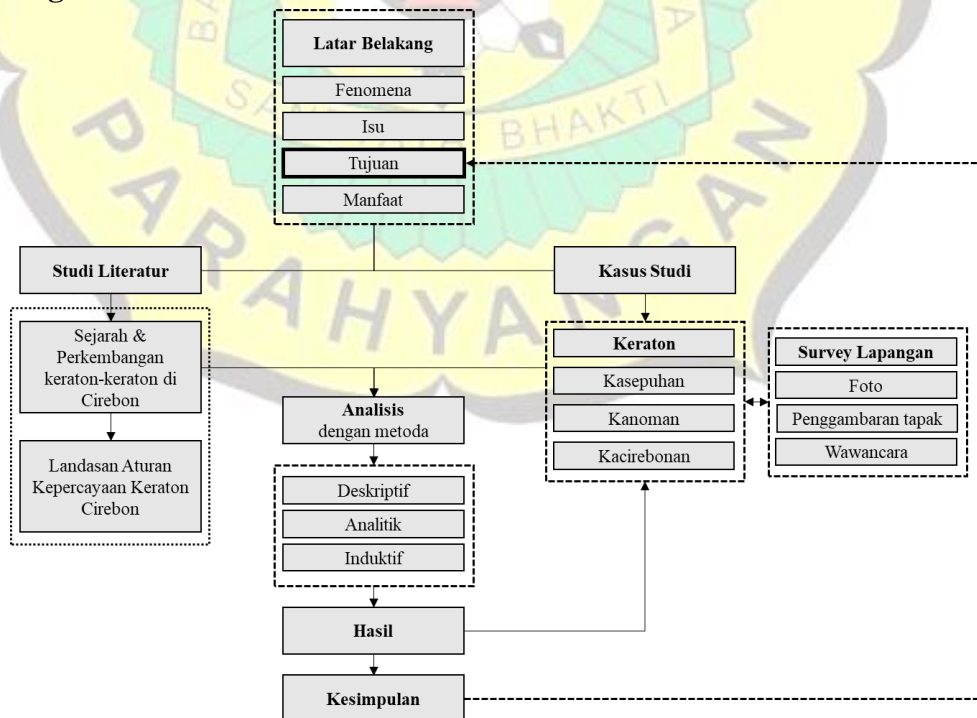 Latar Belakang
Fenomena
Isu
Tujuan
Manfaat
Studi Literatur
Kasus Studi
Sejarah &
Perkembangan
keraton-keraton di
Cirebon
Landasan Aturan
Kepercayaan Keraton
Cirebon
Analisis
dengan metoda
Deskriptif
Analitik
Induktif
Keraton
Kasepuhan
Kanoman
Kacirebonan
Survey Lapangan
Foto
Penggambaran tapak
Wawancara
Hasil
Kesimpulan
BHAKTI
PARAHYANGAN